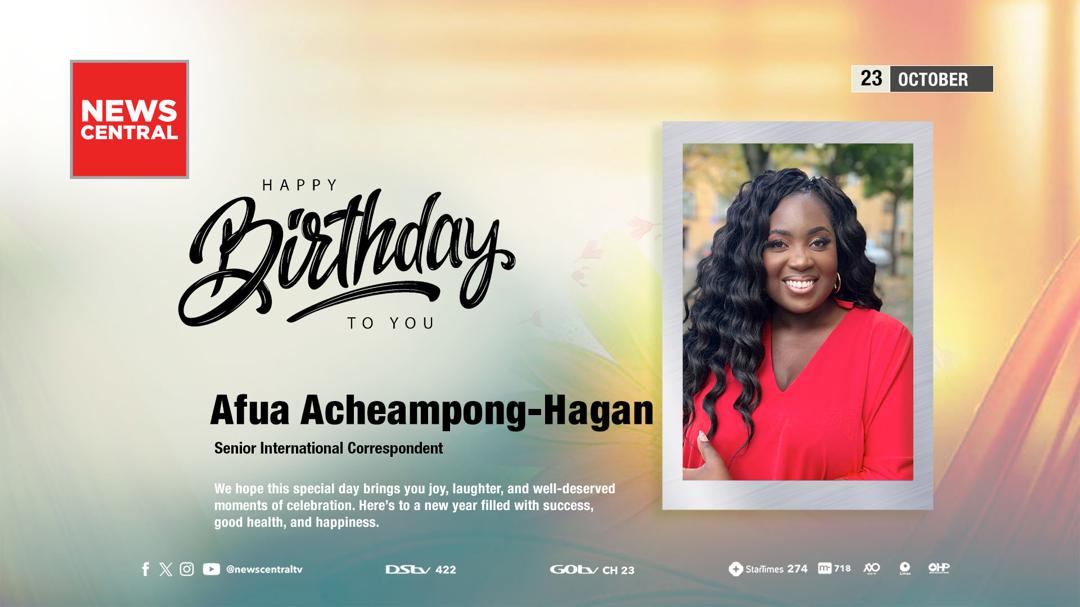 NEWS
CENTRAL
23 OCTOBER
HAPPY
Birthday
TO YOU
Afua Acheampong-Hagan
Senior International Correspondent
We hope this special day brings you joy, laughter, and well-deserved
moments of celebration. Here's to a new year filled with success,
good health, and happiness.
@newscentraltv
DStv 422
GOtv CH 23
StarTimes 274
718